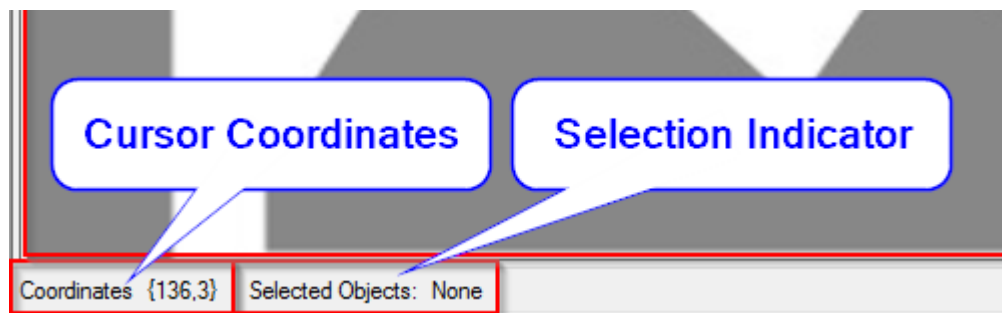 Cursor Coordinates
Selection Indicator
Coordinates {136,3}
Selected Objects: None